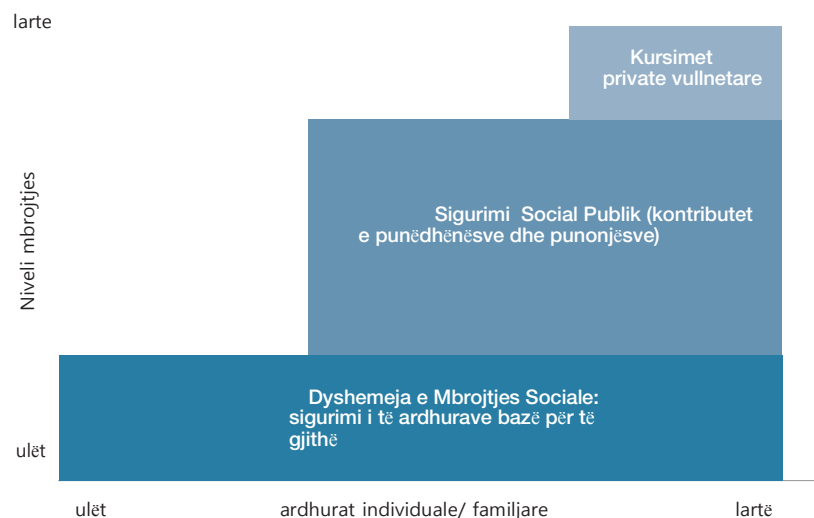 larte
Kursimet
private vullnetare
Niveli mbrojtjes
Sigurimi Social Publik (kontributet
e punëdhënësve dhe punonjësve)
Dyshemeja e Mbrojtjes Sociale:
sigurimi i të ardhurave bazë për të
gjithë
ulët
ulët
ardhurat individuale/ familjare
lartë